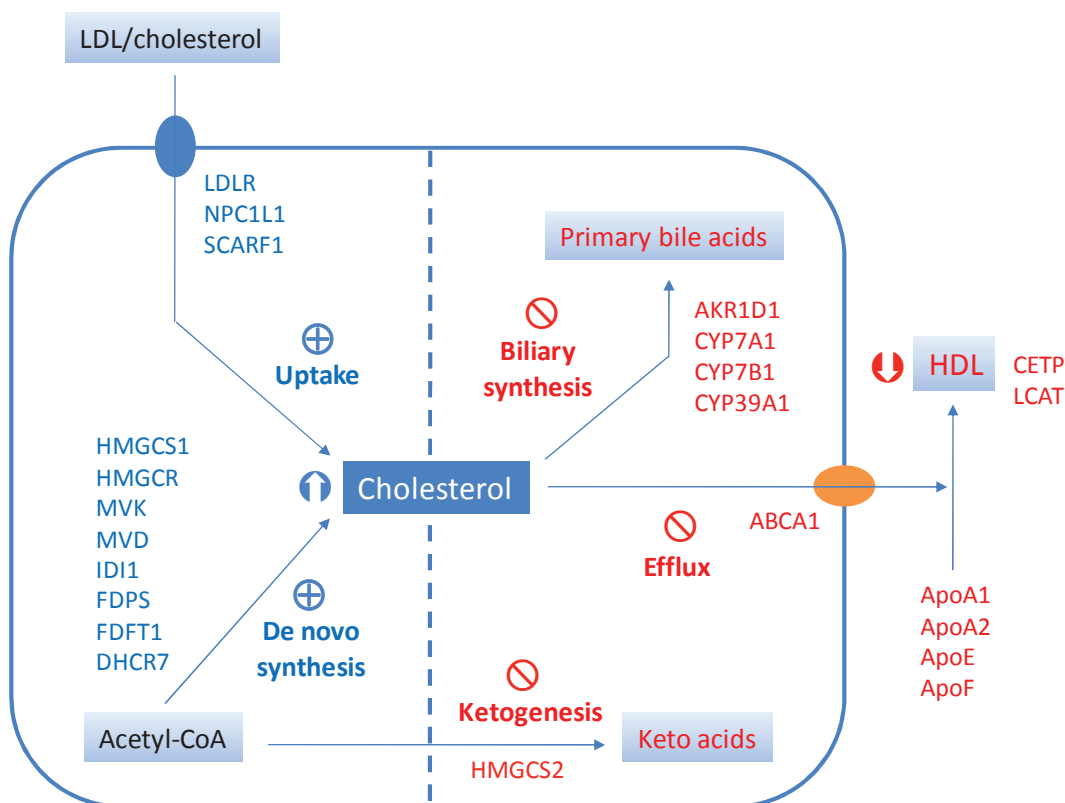 LDL/cholesterol
LDLR
NPC1L1
SCARF1
Primary bile acids
Uptake
Biliary
synthesis
AKR1D1
CYP7A1
CYP7B1
CYP39A1
HDL
CETP
LCAT
HMGCS1
HMGCR
MVK
MVD
IDI1
FDPS
FDFT1
DHCR7
Cholesterol
ABCA1
Efflux
De novo
synthesis
ApoA1
ApoA2
ApoE
ApoF
Ketogenesis
Acetyl-CoA
Keto acids
HMGCS2